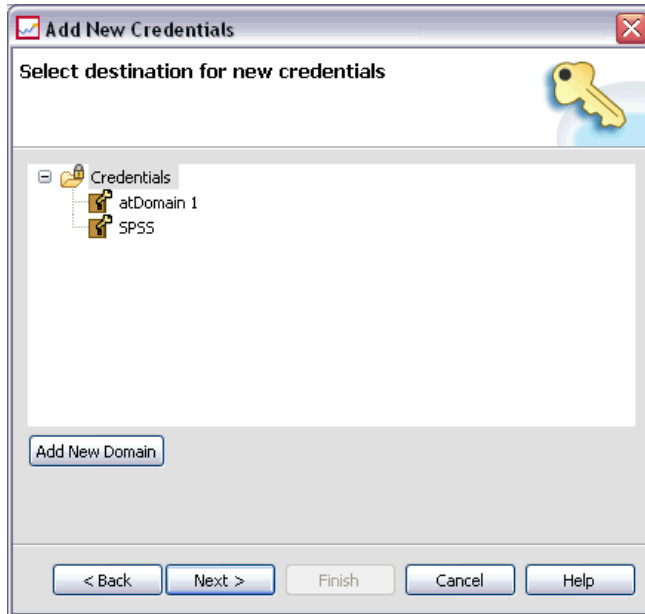 Add New Credentials
Select destination for new credentials
Credentials
atDomain 1
SPSS
Add New Domain
< Back
Next >
Finish
Cancel
Help